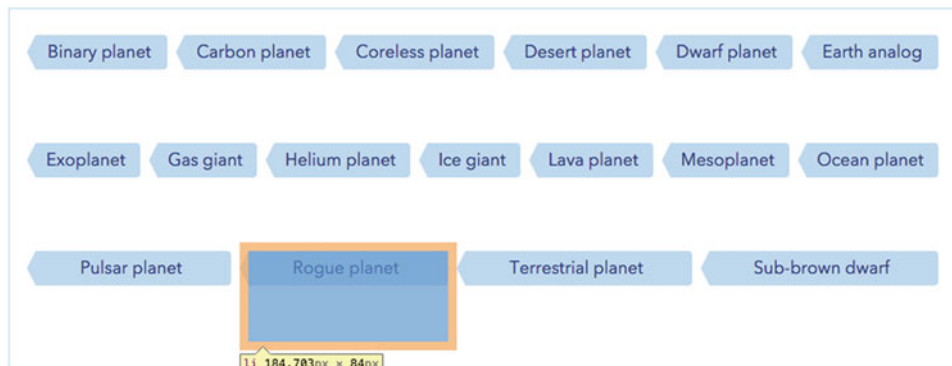 Binary planet Carbon planet Coreless planet Desert planet Dwarf planet Earth analog
Exoplanet Gas giant Helium planet Ice giant Lava planet Mesoplanet Ocean planet
Pulsar planet Rogue planet Terrestrial planet Sub-brown dwarf
li 184.703px × 84px